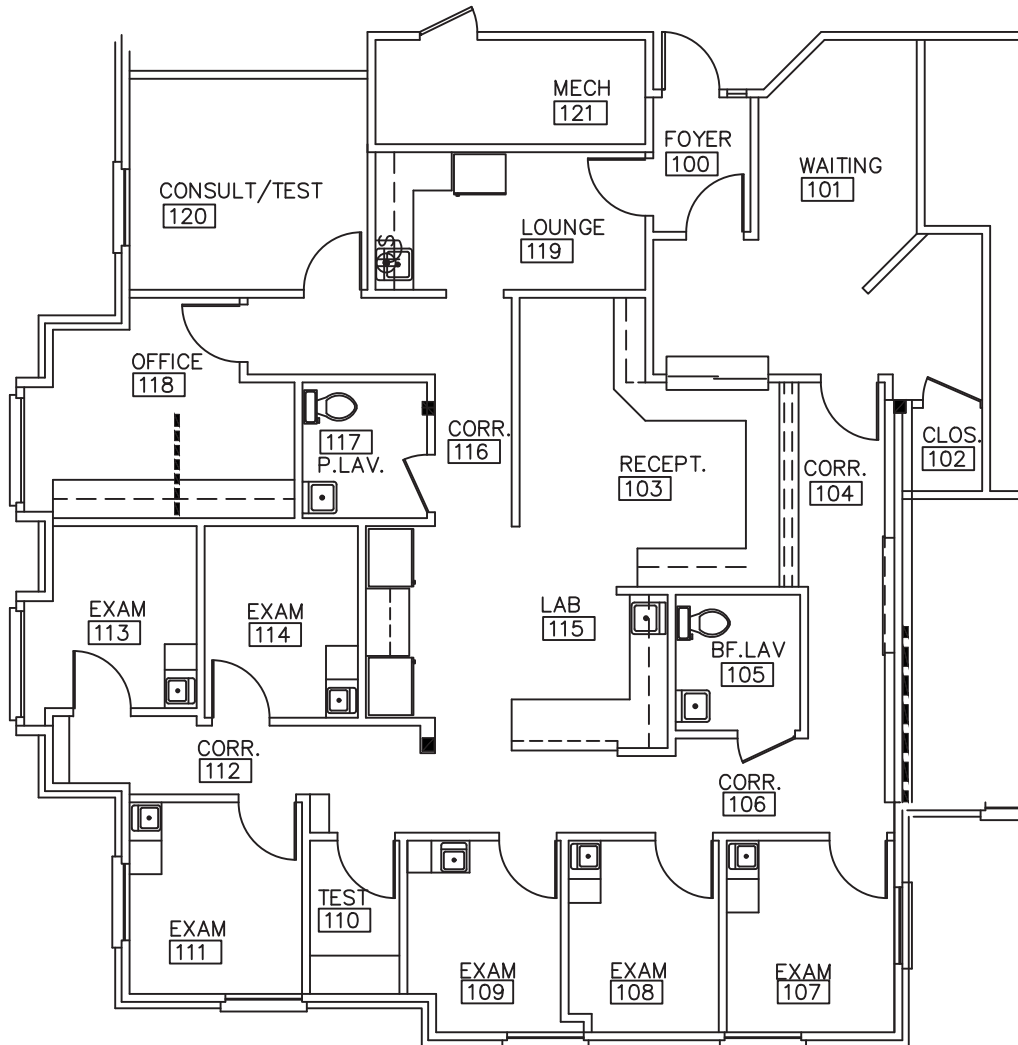 MECH
121
FOYER
100
WAITING
101
CONSULT/TEST
120
LOUNGE
119
OFFICE
118
117
P.LAV.
CORR.
116
RECEPT.
103
CORR.
104
CLOS.
102
EXAM
113
EXAM
114
LAB
115
BF.LAV
105
CORR.
112
CORR.
106
EXAM
111
TEST
110
EXAM
109
EXAM
108
EXAM
107